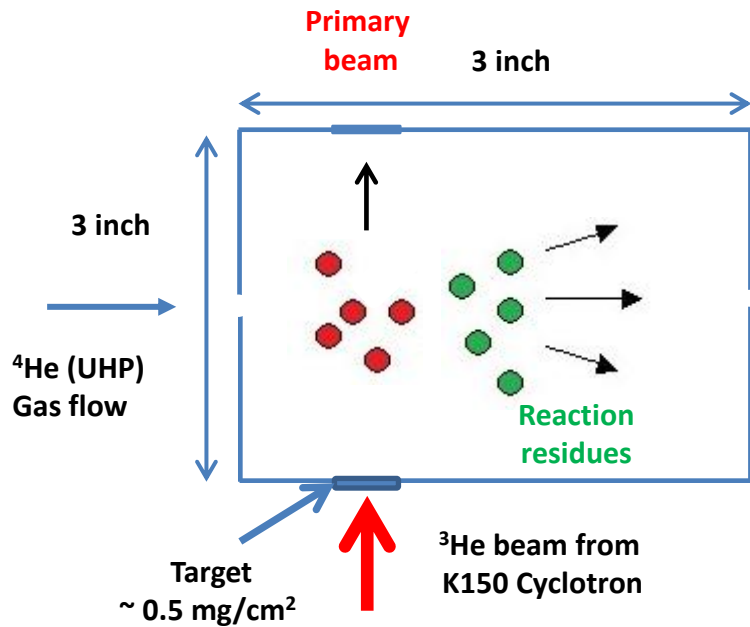 Primary
beam
3 inch
3 inch
⁴He (UHP)
Gas flow
Reaction
residues
³He beam from
K150 Cyclotron
Target
~ 0.5 mg/cm²